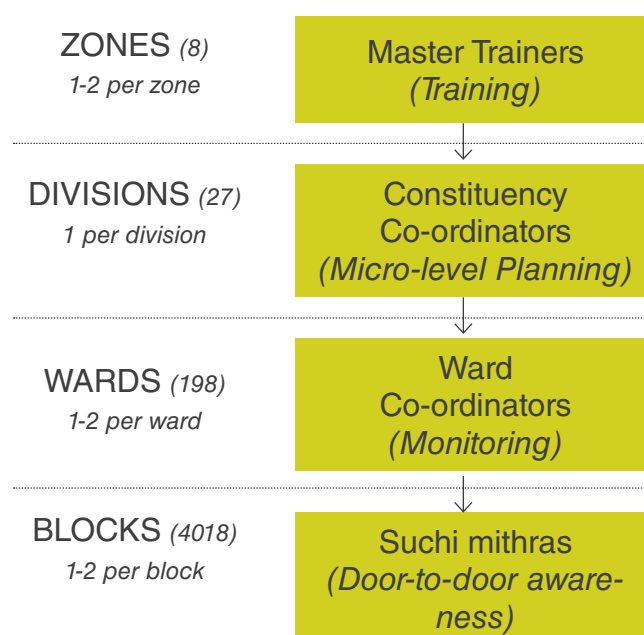 ZONES (8)
1-2 per zone
Master Trainers
(Training)
DIVISIONS (27)
1 per division
Constituency
Co-ordinators
(Micro-level Planning)
WARDS (198)
1-2 per ward
Ward
Co-ordinators
(Monitoring)
BLOCKS (4018)
1-2 per block
Suchi mithras
(Door-to-door aware-
ness)